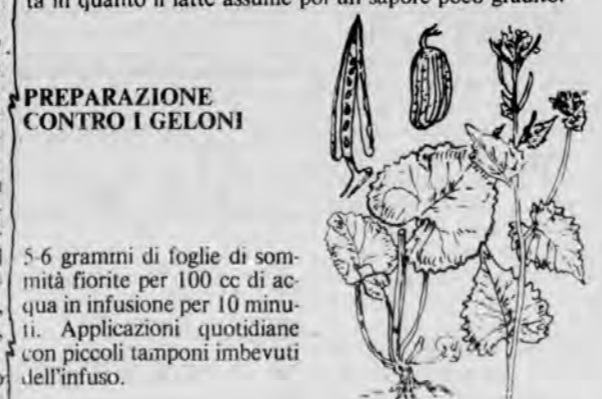 ta in quanto il latte assume poi un sapore poco gradito.
PREPARAZIONE
CONTRO I GELONI
5-6 grammi di foglie di som-
mità fiorite per 100 cc di ac-
qua in infusione per 10 minu-
ti. Applicazioni quotidiane
con piccoli tamponi imbevuti
dell'infuso.